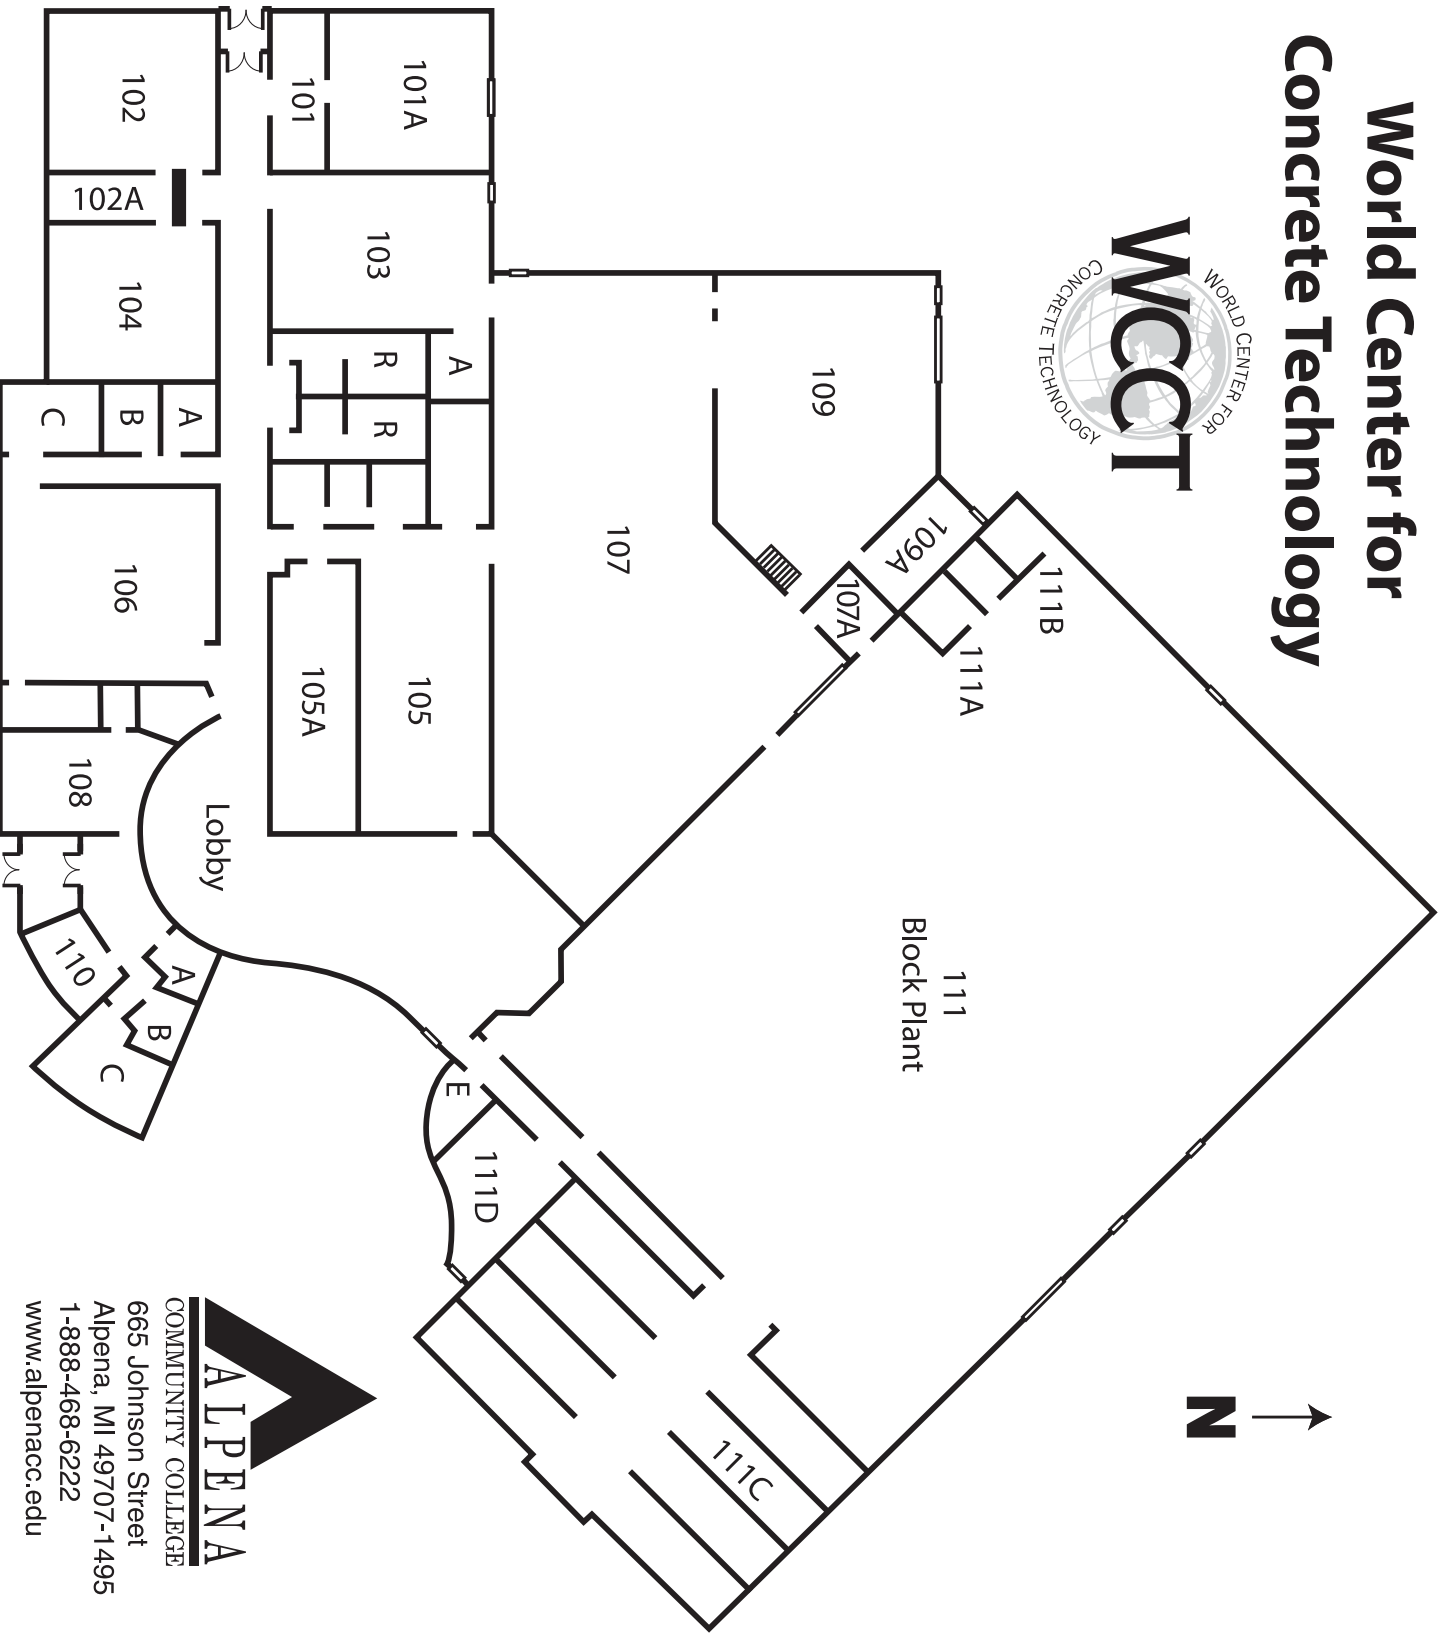 World Center for
Concrete Technology
WORLD CENTER FOR
WCCT
CONCRETE TECHNOLOGY
N
111B
111A
109
109A
107A
107
111
Block Plant
101A
101
103
R
R
A
105
105A
102
102A
104
A
B
C
106
108
Lobby
110
A
B
C
E
111D
111C
ALPENA
COMMUNITY COLLEGE
665 Johnson Street
Alpena, MI 49707-1495
1-888-468-6222
www.alpenacc.edu